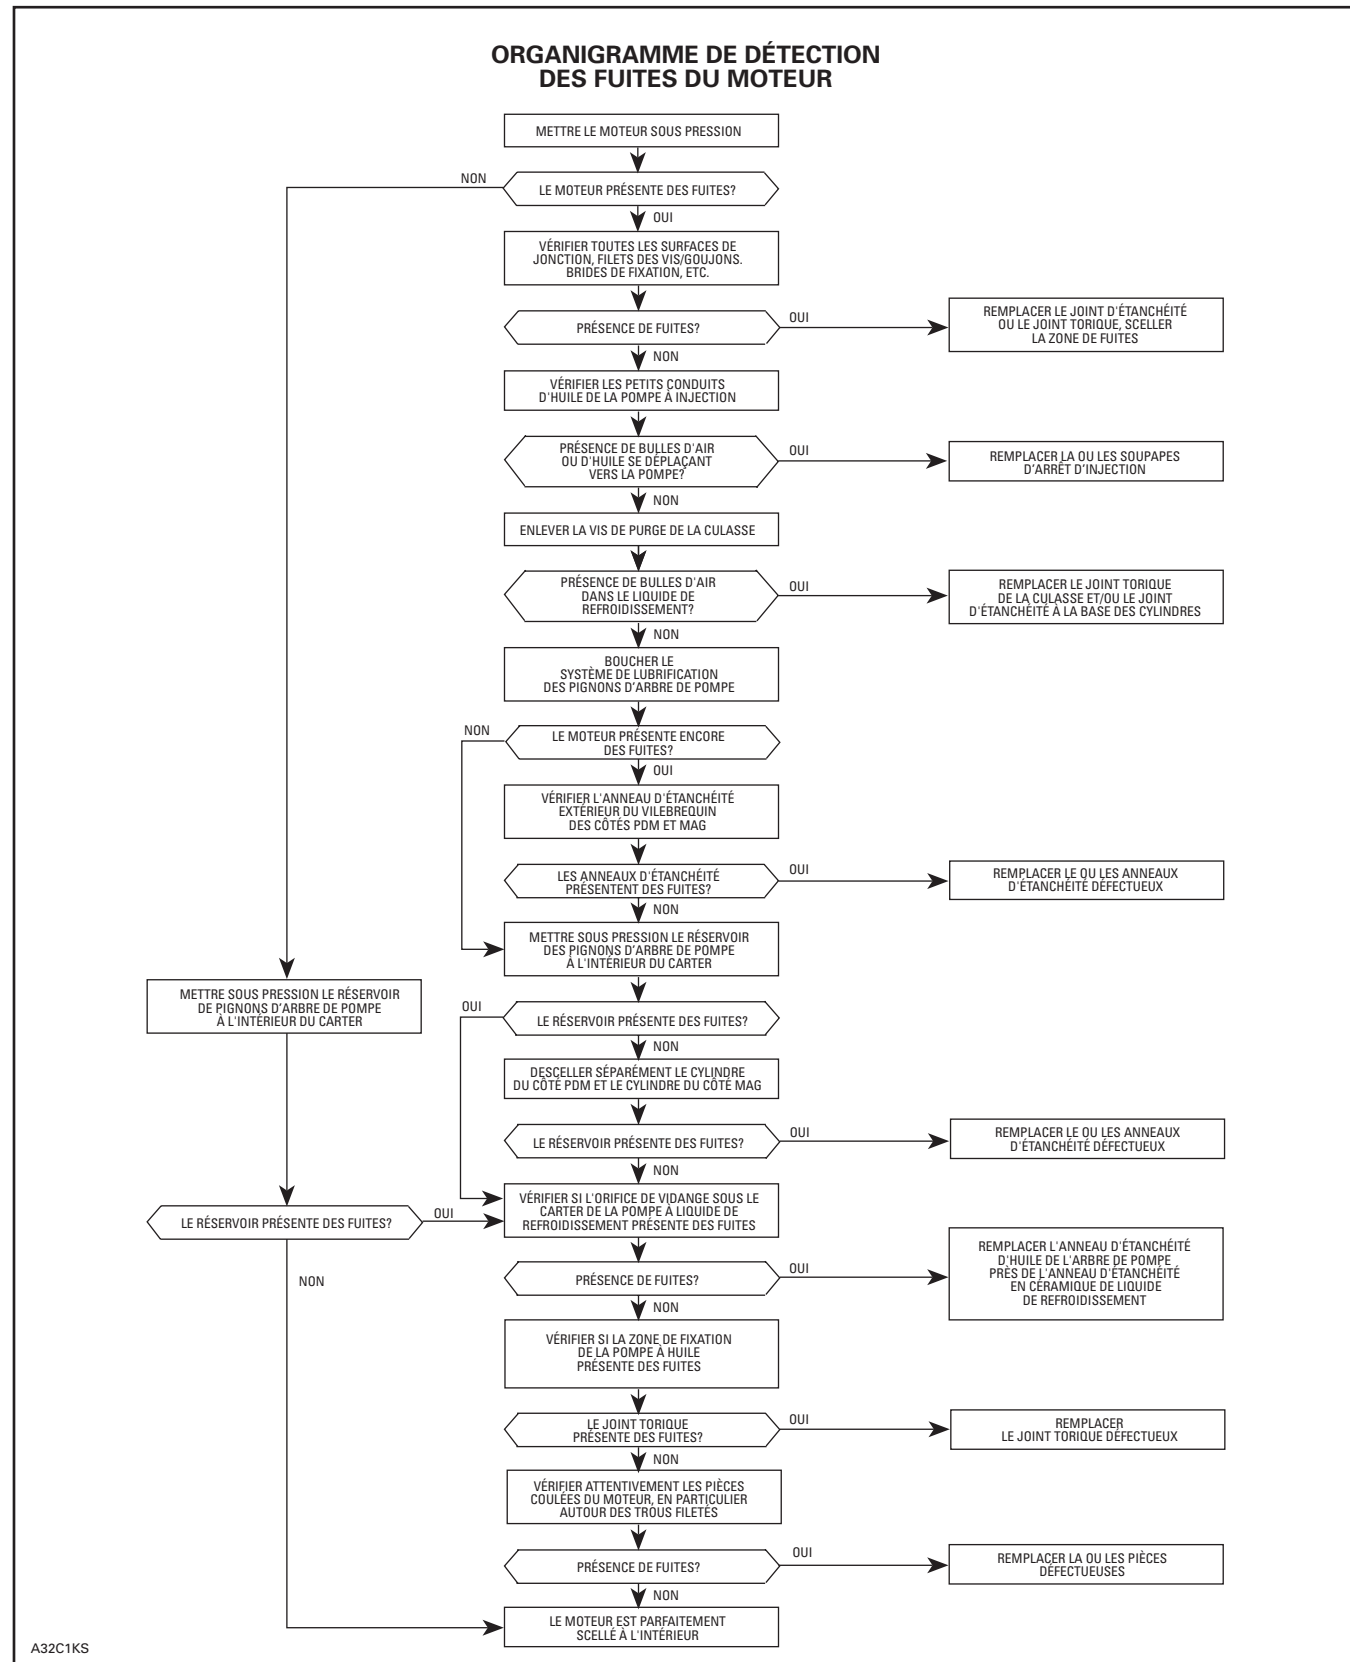 ORGANIGRAMME DE DÉTECTION
DES FUITES DU MOTEUR
METTRE LE MOTEUR SOUS PRESSION
NON
LE MOTEUR PRÉSENTE DES FUITES?
OUI
VÉRIFIER TOUTES LES SURFACES DE
JONCTION, FILETS DES VIS/GOUJONS.
BRIDES DE FIXATION, ETC.
PRÉSENCE DE FUITES?
OUI
REMPLACER LE JOINT D'ÉTANCHÉITÉ
OU LE JOINT TORIQUE, SCELLER
LA ZONE DE FUITES
NON
VÉRIFIER LES PETITS CONDUITS
D'HUILE DE LA POMPE À INJECTION
PRÉSENCE DE BULLES D'AIR
OU D'HUILE SE DÉPLAÇANT
VERS LA POMPE?
OUI
REMPLACER LA OU LES SOUPAPES
D'ARRÊT D'INJECTION
NON
ENLEVER LA VIS DE PURGE DE LA CULASSE
PRÉSENCE DE BULLES D'AIR
DANS LE LIQUIDE DE
REFROIDISSEMENT?
OUI
REMPLACER LE JOINT TORIQUE
DE LA CULASSE ET/OU LE JOINT
D'ÉTANCHÉITÉ À LA BASE DES CYLINDRES
NON
BOUCHER LE
SYSTÈME DE LUBRIFICATION
DES PIGNONS D'ARBRE DE POMPE
NON
LE MOTEUR PRÉSENTE ENCORE
DES FUITES?
OUI
VÉRIFIER L'ANNEAU D'ÉTANCHÉITÉ
EXTÉRIEUR DU VILEBREQUIN
DES CÔTÉS PDM ET MAG
LES ANNEAUX D'ÉTANCHÉITÉ
PRÉSENTENT DES FUITES?
OUI
REMPLACER LE OU LES ANNEAUX
D'ÉTANCHÉITÉ DÉFECTUEUX
NON
METTRE SOUS PRESSION LE RÉSERVOIR
DES PIGNONS D'ARBRE DE POMPE
À L'INTÉRIEUR DU CARTER
METTRE SOUS PRESSION LE RÉSERVOIR
DE PIGNONS D'ARBRE DE POMPE
À L'INTÉRIEUR DU CARTER
OUI
LE RÉSERVOIR PRÉSENTE DES FUITES?
NON
DESCELLER SÉPARÉMENT LE CYLINDRE
DU CÔTÉ PDM ET LE CYLINDRE DU CÔTÉ MAG
LE RÉSERVOIR PRÉSENTE DES FUITES?
OUI
REMPLACER LE OU LES ANNEAUX
D'ÉTANCHÉITÉ DÉFECTUEUX
NON
VÉRIFIER SI L'ORIFICE DE VIDANGE SOUS LE
CARTER DE LA POMPE À LIQUIDE DE
REFROIDISSEMENT PRÉSENTE DES FUITES
LE RÉSERVOIR PRÉSENTE DES FUITES?
OUI
NON
PRÉSENCE DE FUITES?
OUI
REMPLACER L'ANNEAU D'ÉTANCHÉITÉ
D'HUILE DE L'ARBRE DE POMPE
PRÈS DE L'ANNEAU D'ÉTANCHÉITÉ
EN CÉRAMIQUE DE LIQUIDE
DE REFROIDISSEMENT
NON
VÉRIFIER SI LA ZONE DE FIXATION
DE LA POMPE À HUILE
PRÉSENTE DES FUITES
LE JOINT TORIQUE
PRÉSENTE DES FUITES?
OUI
REMPLACER
LE JOINT TORIQUE DÉFECTUEUX
NON
VÉRIFIER ATTENTIVEMENT LES PIÈCES
COULÉES DU MOTEUR, EN PARTICULIER
AUTOUR DES TROUS FILETÉS
PRÉSENCE DE FUITES?
OUI
REMPLACER LA OU LES PIÈCES
DÉFECTUEUSES
NON
LE MOTEUR EST PARFAITEMENT
SCELLÉ À L'INTÉRIEUR
A32C1KS